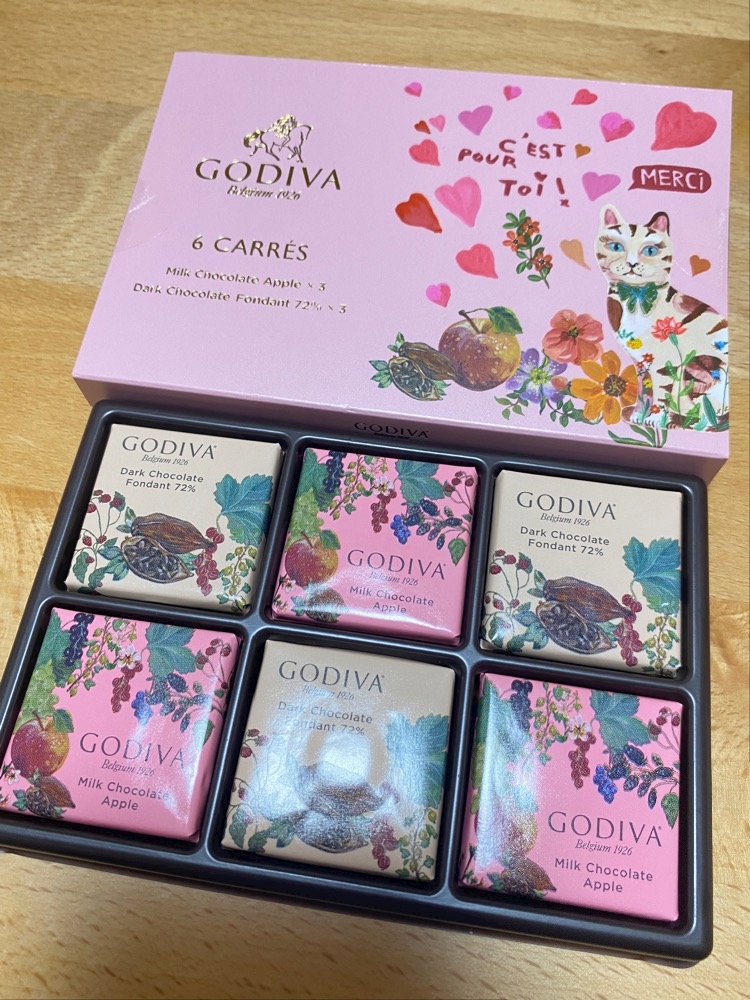 GODIVA
Belgium 1926
6 CARRÉS
Milk Chocolate Apple × 3
Dark Chocolate Fondant 72% × 3
C'EST
POUR
Toi!
MERCi
GODIVA
GODIVA
Belgium 1926
Dark Chocolate
Fondant 72%
GODIVA
Belgium 1926
Milk Chocolate
Apple
GODIVA
Belgium 1926
Dark Chocolate
Fondant 72%
GODIVA
Belgium 1926
Milk Chocolate
Apple
GODIVA
Belgium 1926
Dark Chocolate
Fondant 72%
GODIVA
Belgium 1926
Milk Chocolate
Apple